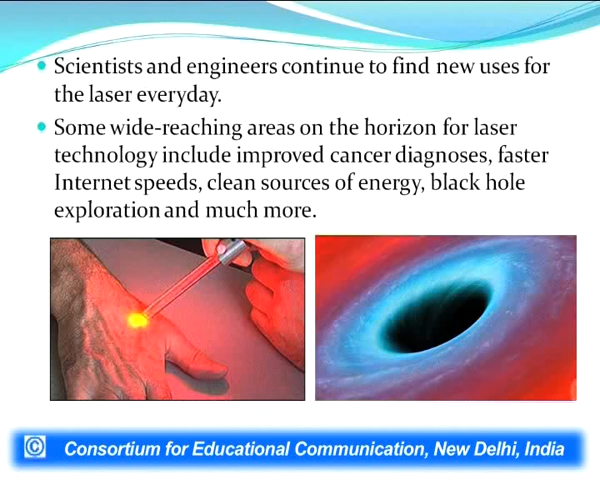 • Scientists and engineers continue to find new uses for
the laser everyday.
• Some wide-reaching areas on the horizon for laser
technology include improved cancer diagnoses, faster
Internet speeds, clean sources of energy, black hole
exploration and much more.
© Consortium for Educational Communication, New Delhi, India